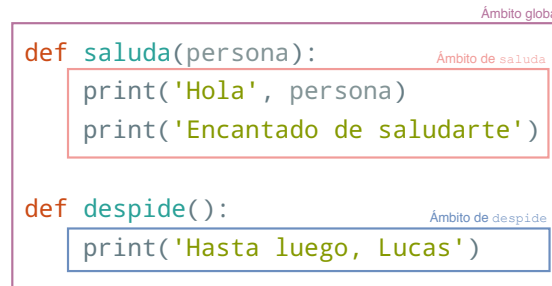 Ámbito globa
def saluda(persona):
Ámbito de saluda
print('Hola', persona)
print('Encantado de saludarte')
def despide():
Ámbito de despide
print('Hasta luego, Lucas')